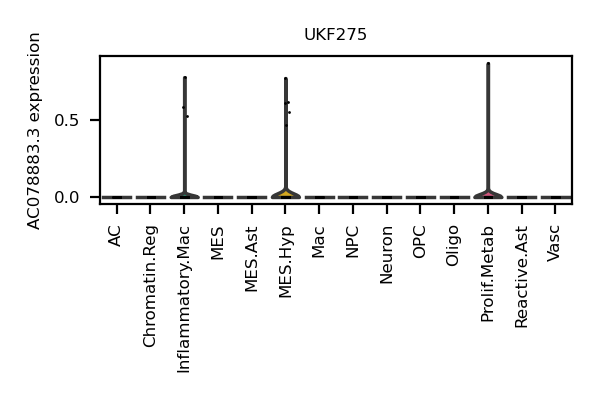 UKF275
AC078883.3 expression
0.5
0.0
AC
Chromatin.Reg
Inflammatory.Mac
MES
MES.Ast
MES.Hyp
Mac
NPC
Neuron
OPC
Oligo
Prolif.Metab
Reactive.Ast
Vasc